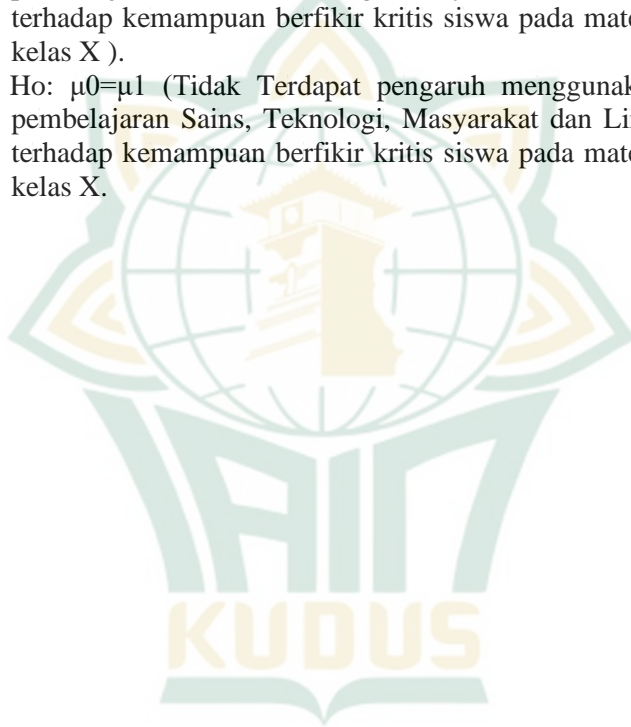 terhadap kemampuan berfikir kritis siswa pada mate
kelas X ).
Ho: μ0=μ1 (Tidak Terdapat pengaruh menggunak
pembelajaran Sains, Teknologi, Masyarakat dan Li
terhadap kemampuan berfikir kritis siswa pada mate
kelas X.
IAIN
KUDUS